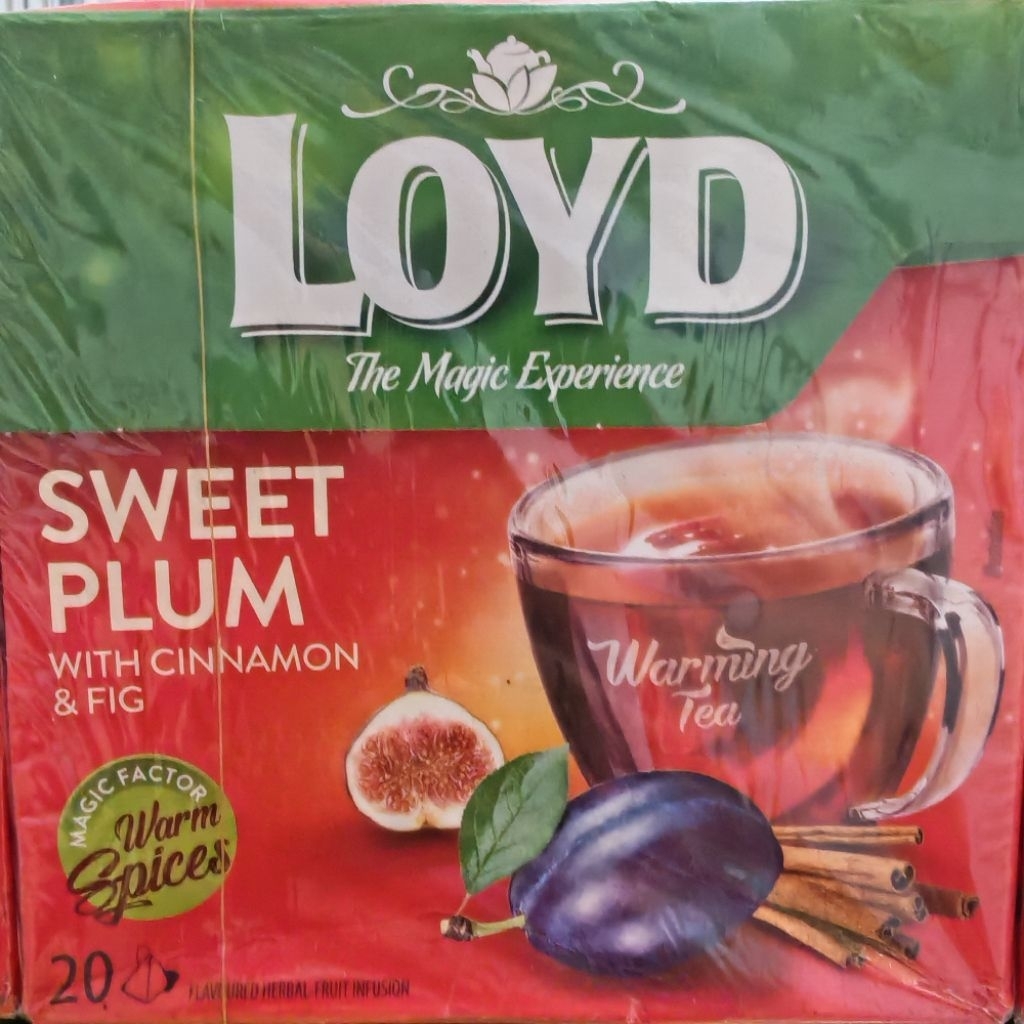 LOYD
The Magic Experience
SWEET
PLUM
WITH CINNAMON
& FIG
Warming
Tea
MAGIC FACTOR
Warm
Spices
20
FLAVOURED HERBAL FRUIT INFUSION